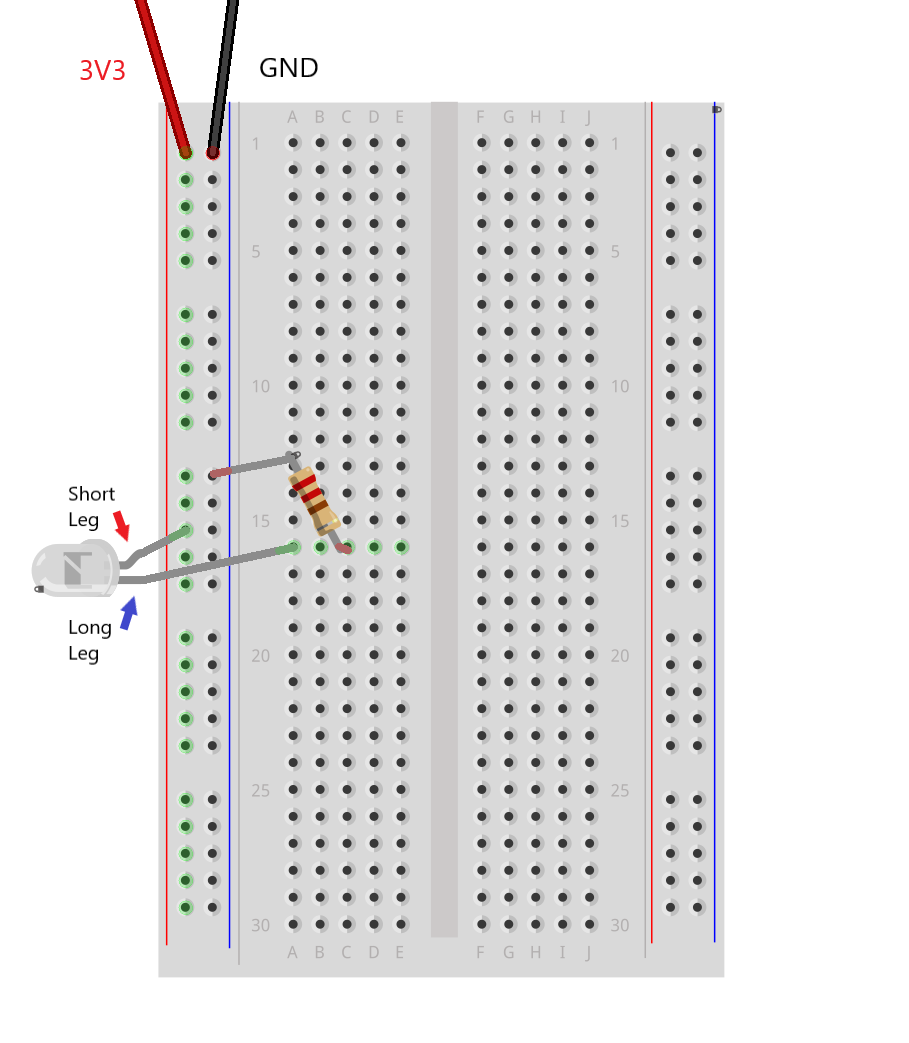 3V3
GND
A B C D E F G H I J
1 1
5 5
10 10
Short
Leg
15 15
Long
Leg
20 20
25 25
30 30
A B C D E F G H I J